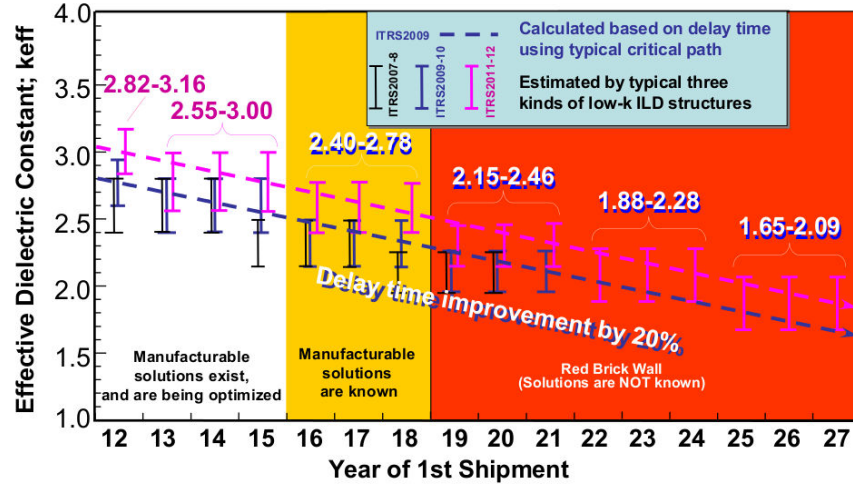 4.0
3.5
3.0
2.5
2.0
1.5
1.0
Effective Dielectric Constant; keff
ITRS2009
Calculated based on delay time
using typical critical path
ITRS2007-8
ITRS2009-10
ITRS2011-12
Estimated by typical three
kinds of low-k ILD structures
2.82-3.16
2.55-3.00
2.40-2.78
2.15-2.46
1.88-2.28
1.65-2.09
Delay time improvement by 20%
Manufacturable
solutions exist,
and are being optimized
Manufacturable
solutions
are known
Red Brick Wall
(Solutions are NOT known)
12 13 14 15 16 17 18 19 20 21 22 23 24 25 26 27
Year of 1st Shipment